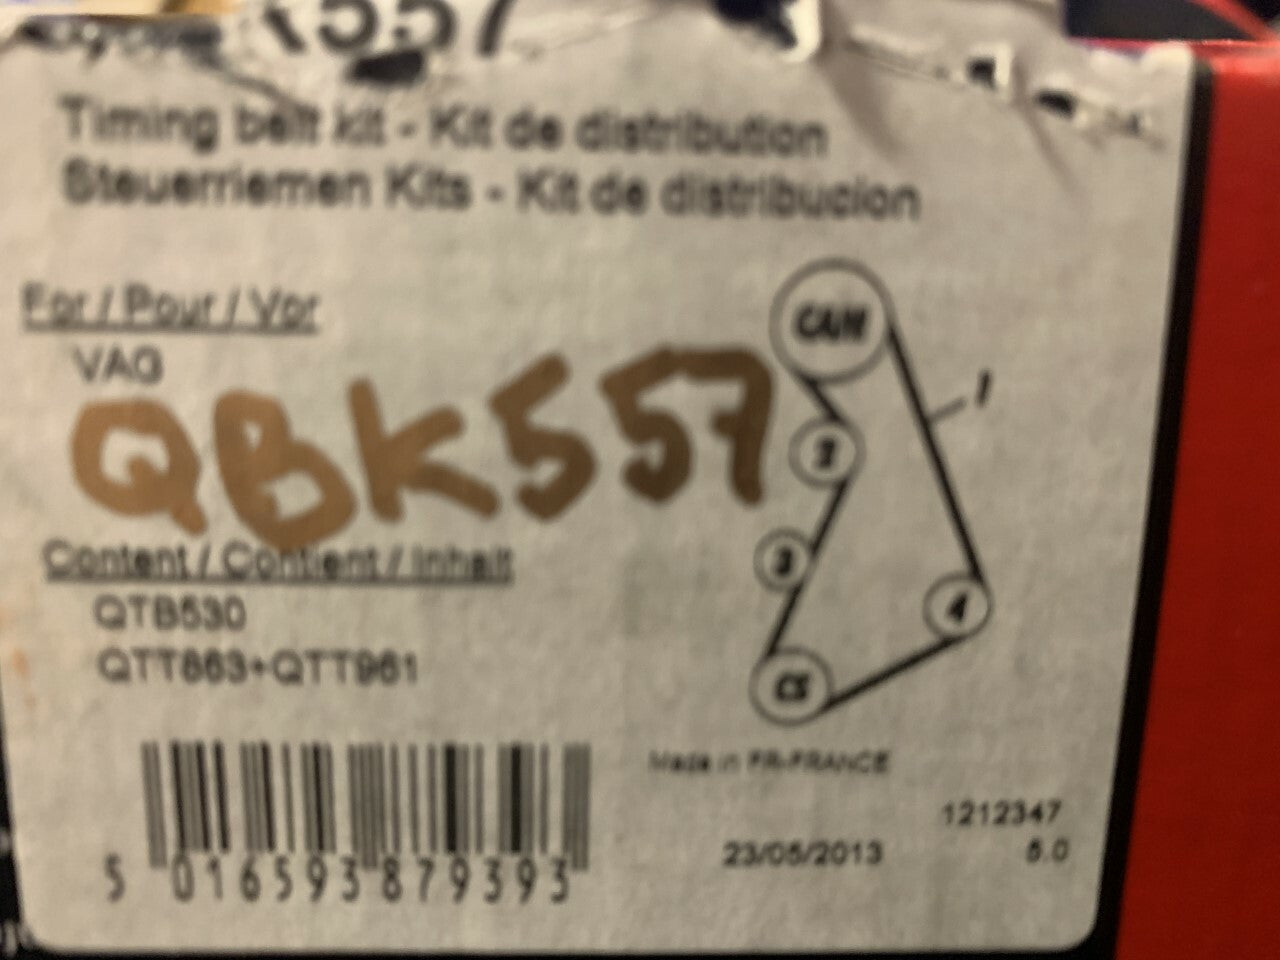 557
Timing belt kit - Kit de distribution
Steuerriemen Kits - Kit de distribucion
For / Pour / Vor
VAG
QBK557
Content / Contient / Inhalt
QTB530
QTT863+QTT961
CAM
1
2
3
4
CS
Made in FR-FRANCE
1212347
23/05/2013
5 016593 879393